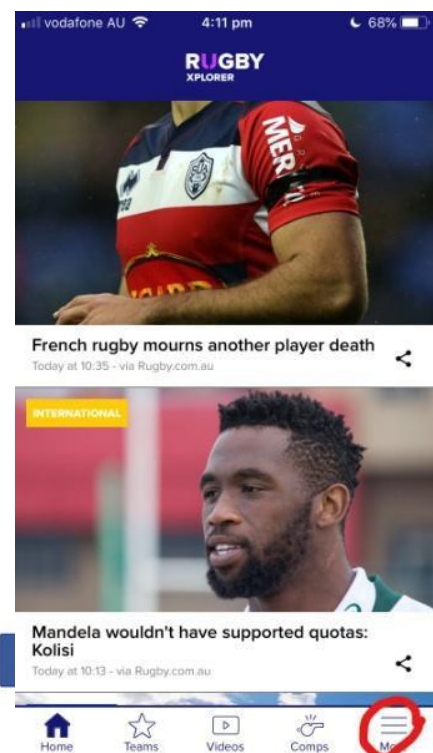 vodafone AU
4:11 pm
68%
RUGBY
XPLORER
French rugby mourns another player death
Today at 10:35 - via Rugby.com.au
INTERNATIONAL
Mandela wouldn't have supported quotas:
Kolisi
Today at 10:13 - via Rugby.com.au
Home
Teams
Videos
Comps